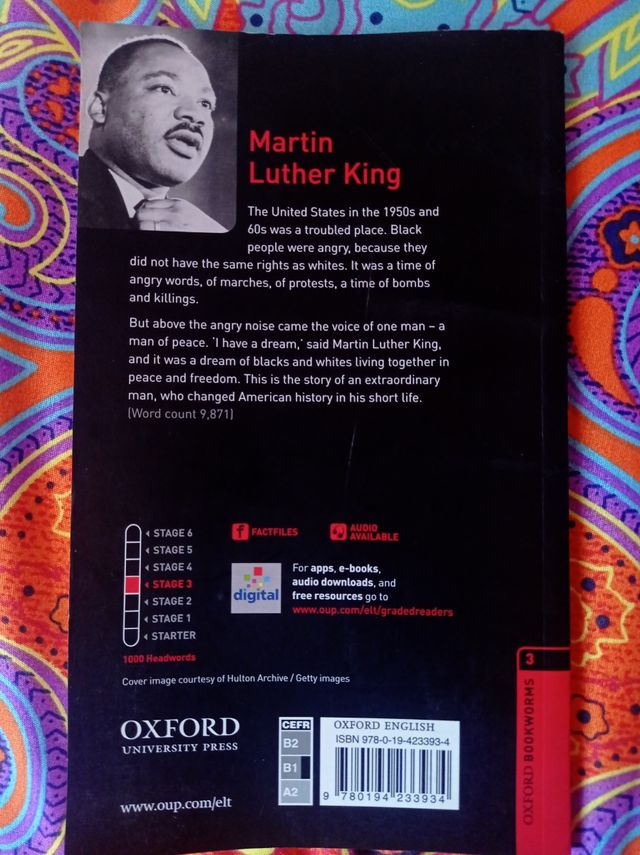 Martin
Luther King
The United States in the 1950s and
60s was a troubled place. Black
people were angry, because they
did not have the same rights as whites. It was a time of
angry words, of marches, of protests, a time of bombs
and killings.
But above the angry noise came the voice of one man – a
man of peace. 'I have a dream,' said Martin Luther King,
and it was a dream of blacks and whites living together in
peace and freedom. This is the story of an extraordinary
man, who changed American history in his short life.
(Word count 9,871)
STAGE 6
STAGE 5
STAGE 4
STAGE 3
STAGE 2
STAGE 1
STARTER
1000 Headwords
f FACTFILES
AUDIO
AVAILABLE
digital
For apps, e-books,
audio downloads, and
free resources go to
www.oup.com/elt/gradedreaders
Cover image courtesy of Hulton Archive / Getty images
OXFORD
UNIVERSITY PRESS
www.oup.com/elt
CEFR
B2
B1
A2
OXFORD ENGLISH
ISBN 978-0-19-423393-4
9 780194 233934
3
OXFORD BOOKWORMS